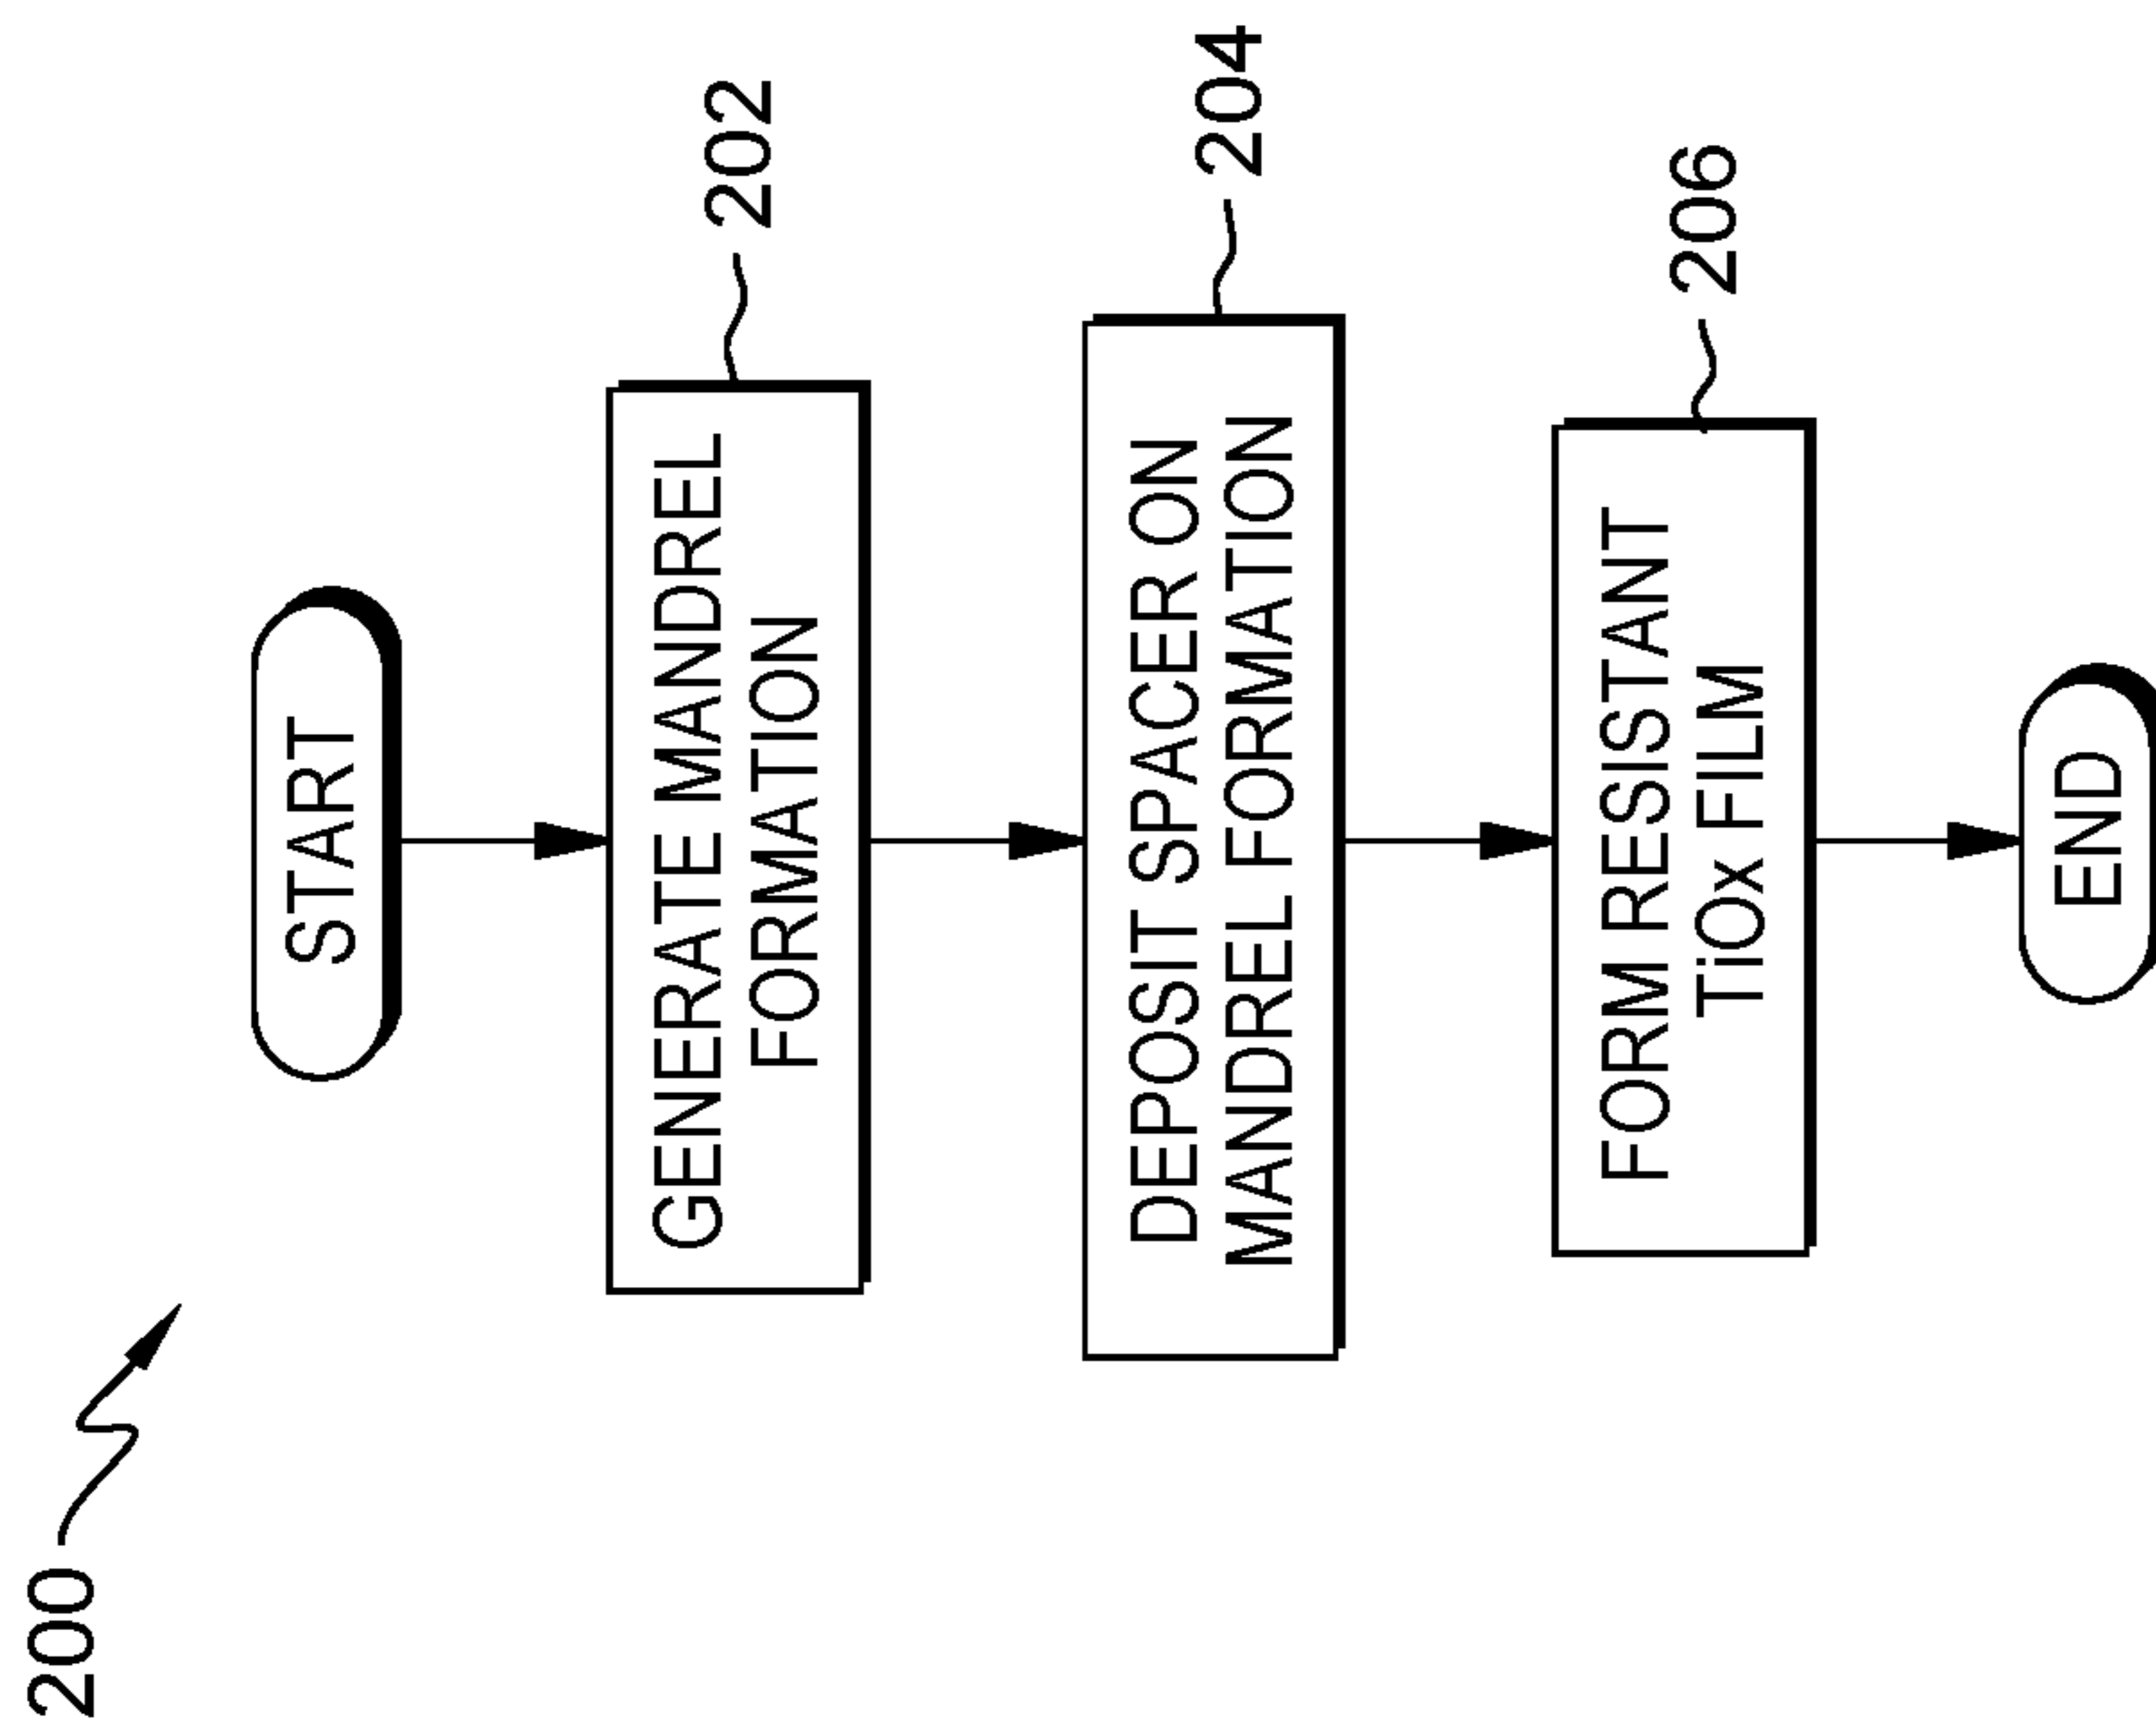 200
START
GENERATE MANDREL
FORMATION
202
DEPOSIT SPACER ON
MANDREL FORMATION
204
FORM RESISTANT
TiOx FILM
206
END